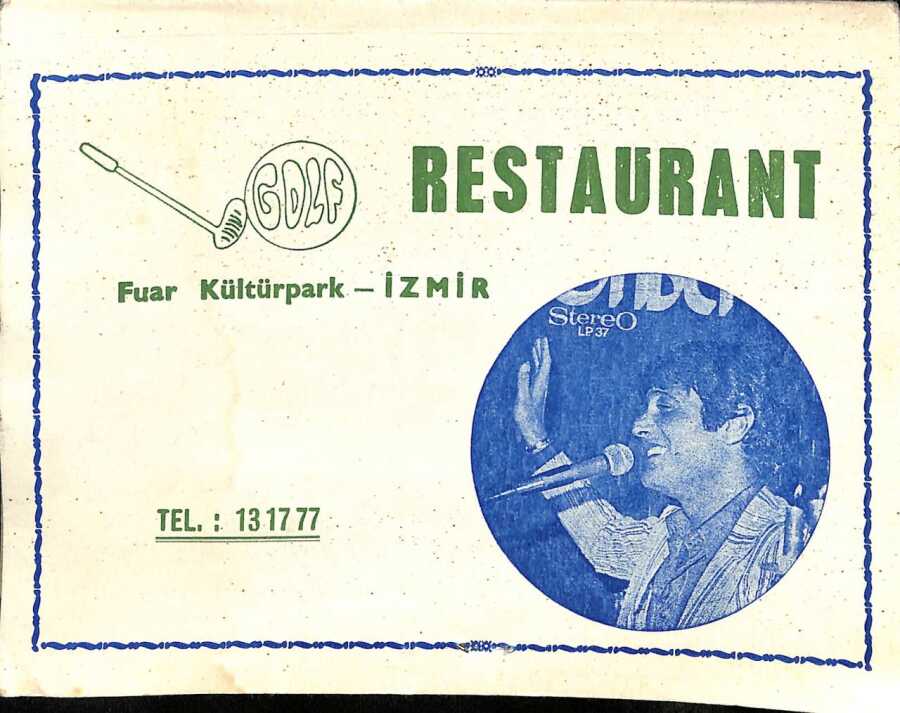 GOLF RESTAURANT
Fuar Kültürpark – İZMİR
Stereo
LP 37
TEL. : 13 17 77